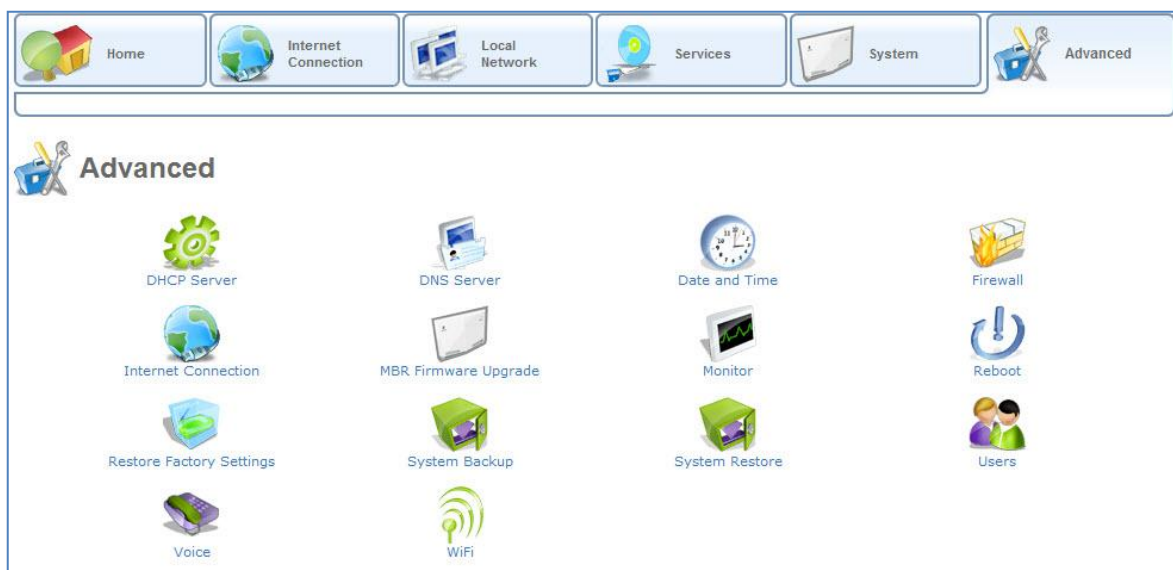 Home
Internet Connection
Local Network
Services
System
Advanced
Advanced
DHCP Server
DNS Server
Date and Time
Firewall
Internet Connection
MBR Firmware Upgrade
Monitor
Reboot
Restore Factory Settings
System Backup
System Restore
Users
Voice
WiFi